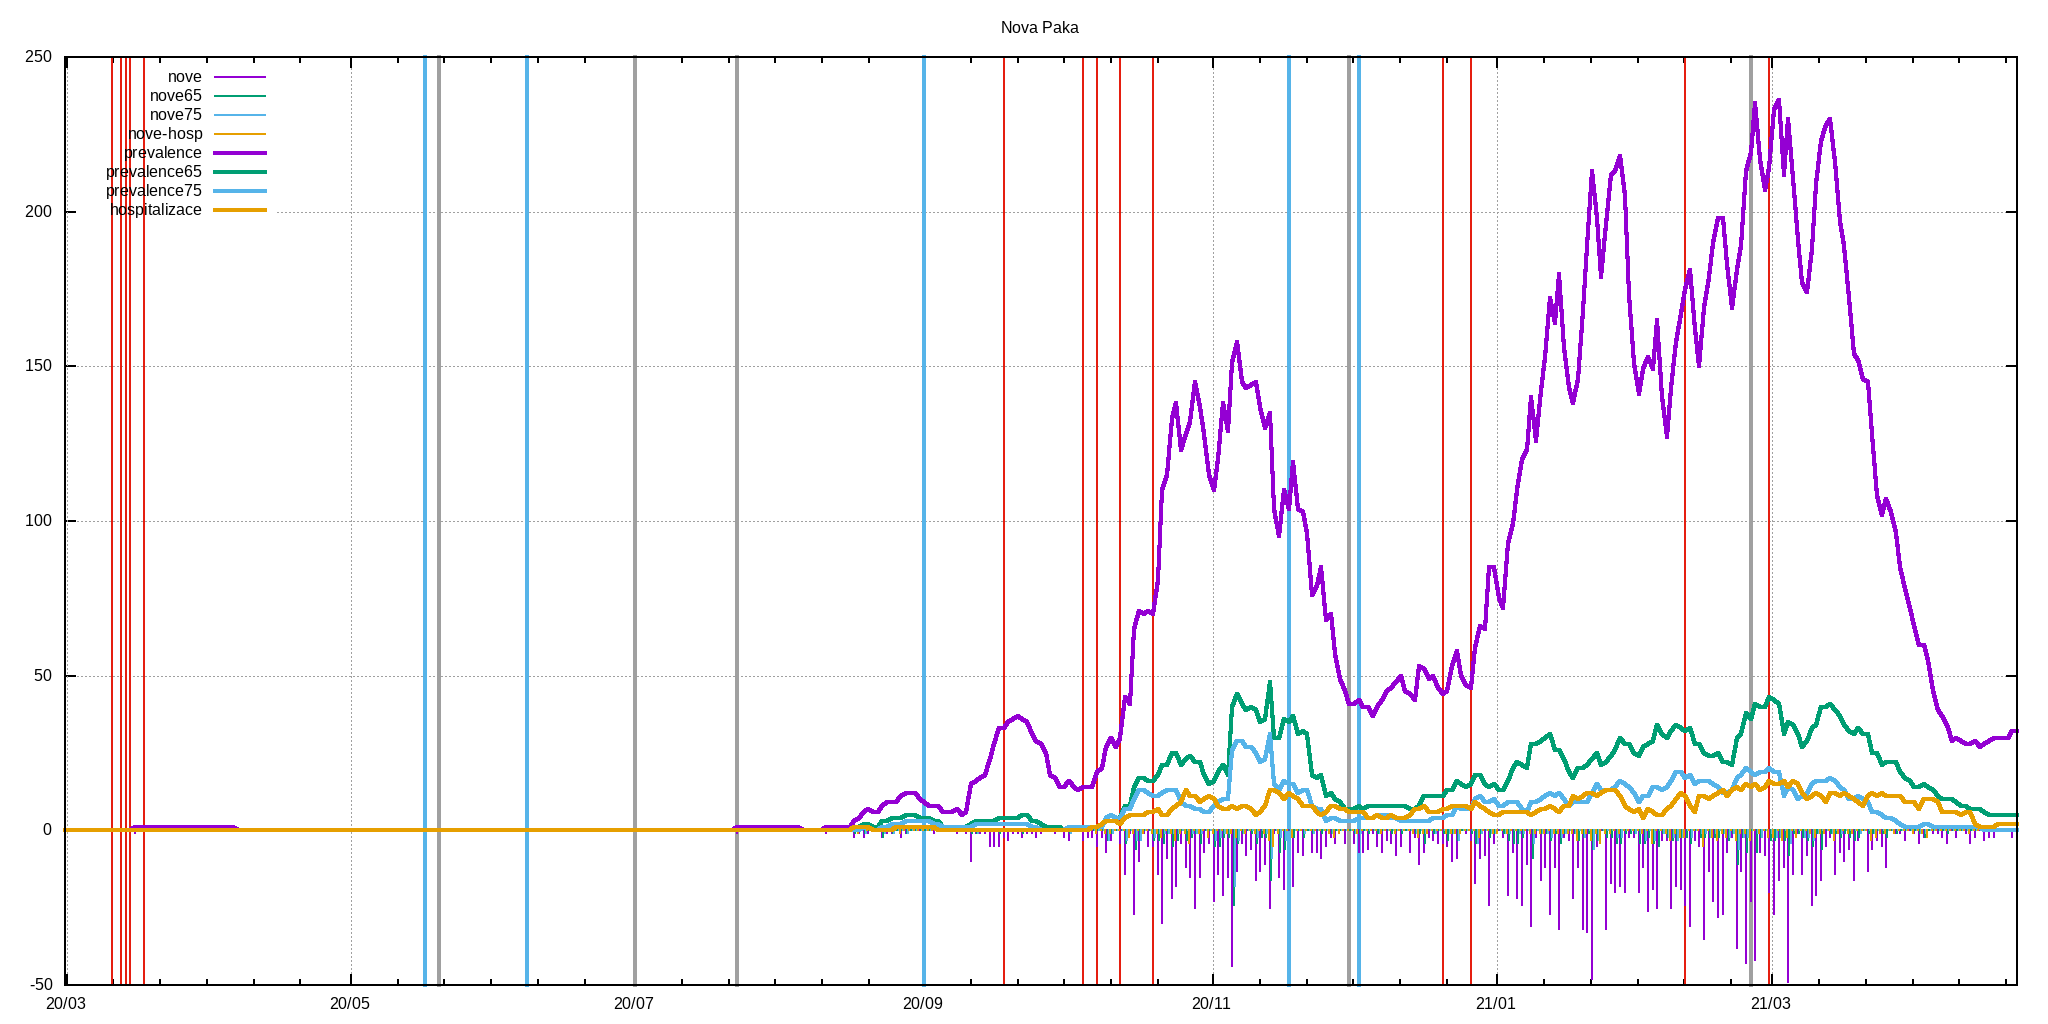 Nova Paka
250
nove
nove65
nove75
nove-hosp
prevalence
prevalence65
prevalence75
hospitalizace
200
150
100
50
0
-50
20/03 20/05 20/07 20/09 20/11 21/01 21/03